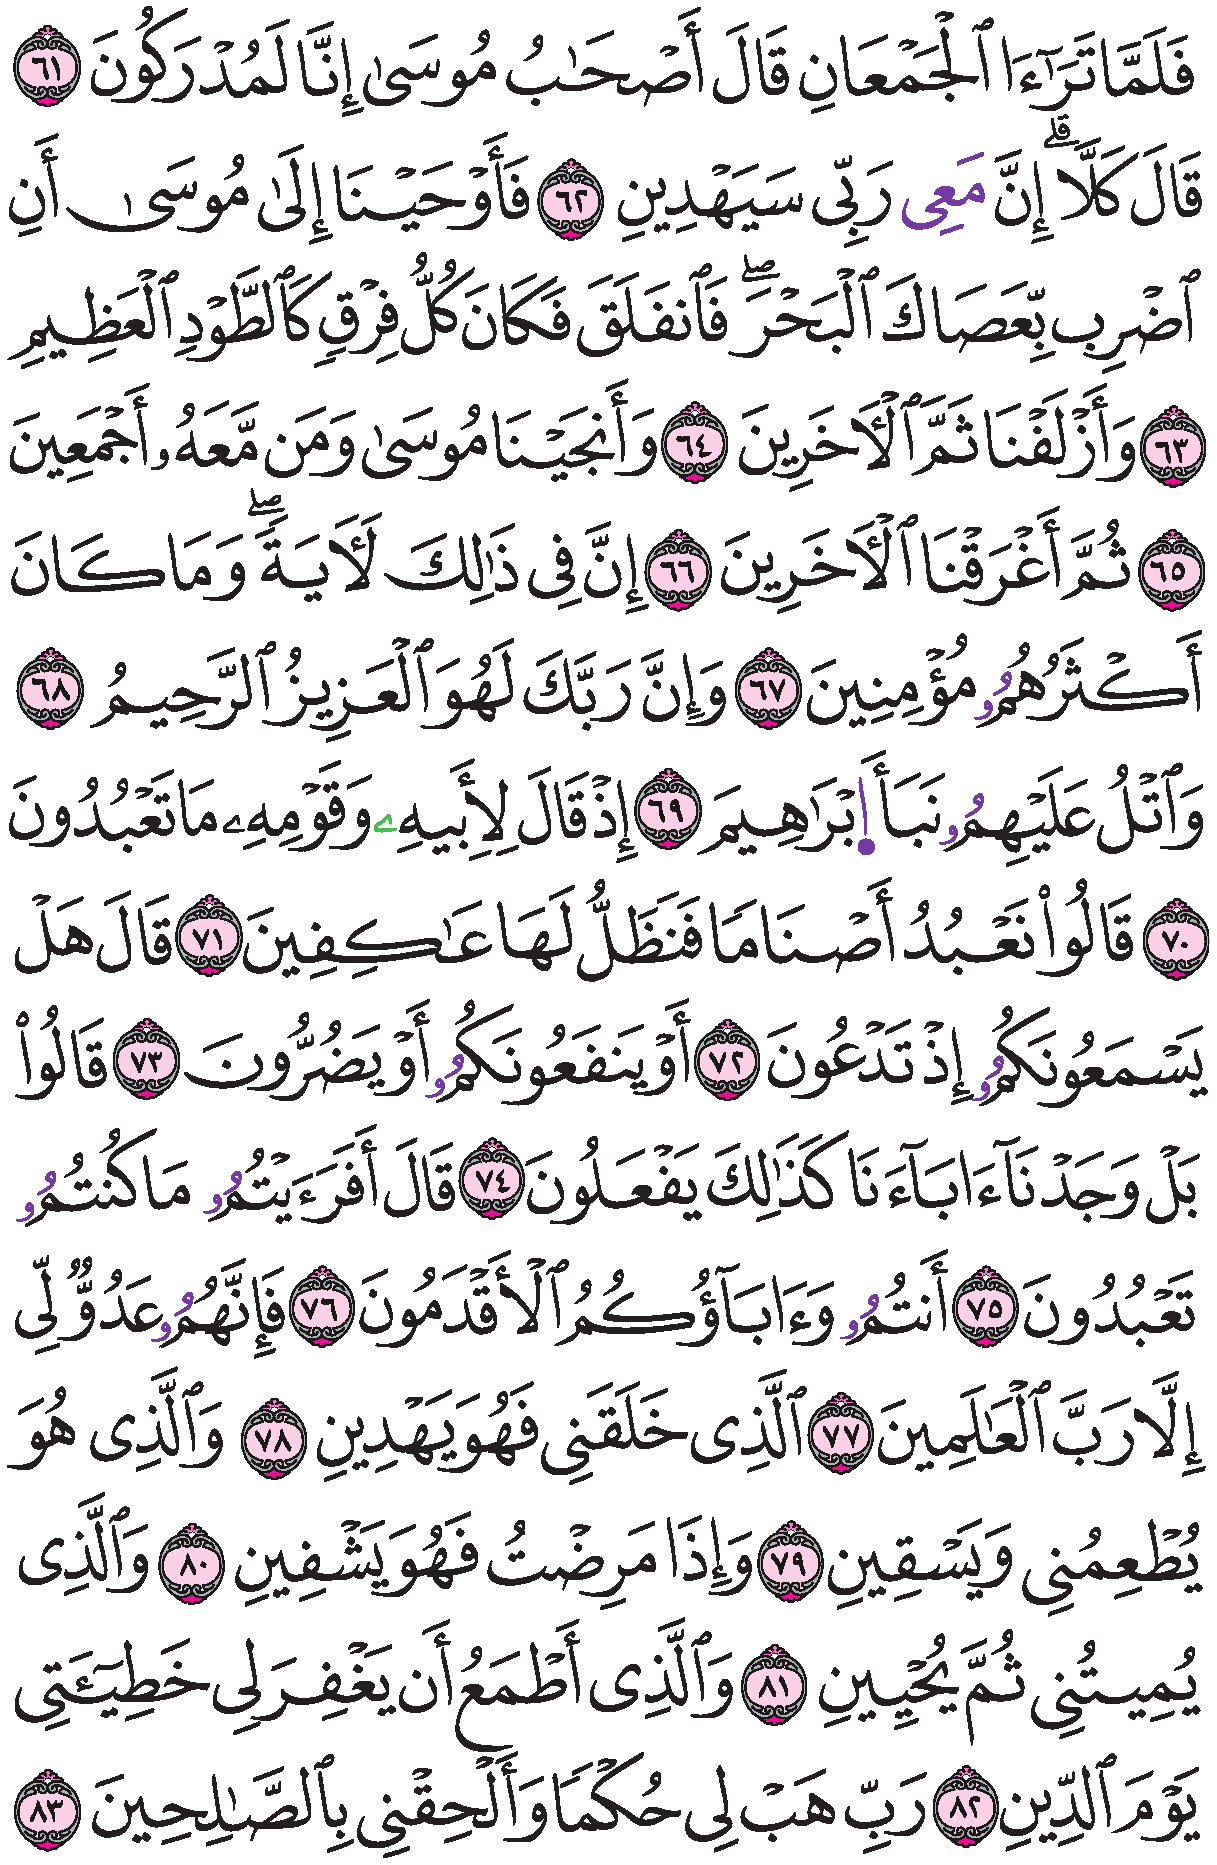 فَلَمَّا تَرَٰٓءَا ٱلْجَمْعَانِ قَالَ أَصْحَٰبُ مُوسَىٰٓ إِنَّا لَمُدْرَكُونَ ٦١
قَالَ كَلَّآ ۖ إِنَّ مَعِى رَبِّى سَيَهْدِينِ ٦٢ فَأَوْحَيْنَآ إِلَىٰ مُوسَىٰٓ أَنِ
ٱضْرِب بِّعَصَاكَ ٱلْبَحْرَ ۖ فَٱنفَلَقَ فَكَانَ كُلُّ فِرْقٍ كَٱلطَّوْدِ ٱلْعَظِيمِ
٦٣ وَأَزْلَفْنَا ثَمَّ ٱلْءَاخَرِينَ ٦٤ وَأَنجَيْنَا مُوسَىٰ وَمَن مَّعَهُۥ أَجْمَعِينَ
٦٥ ثُمَّ أَغْرَقْنَا ٱلْءَاخَرِينَ ٦٦ إِنَّ فِى ذَٰلِكَ لَءَايَةً ۖ وَمَا كَانَ
أَكْثَرُهُمُۥ مُؤْمِنِينَ ٦٧ وَإِنَّ رَبَّكَ لَهُوَ ٱلْعَزِيزُ ٱلرَّحِيمُ ٦٨
وَٱتْلُ عَلَيْهِمُۥ نَبَأَ اِ۬بْرَٰهِيمَ ٦٩ إِذْ قَالَ لِأَبِيهِۦ وَقَوْمِهِۦ مَا تَعْبُدُونَ
٧٠ قَالُوا۟ نَعْبُدُ أَصْنَامًا فَنَظَلُّ لَهَا عَٰكِفِينَ ٧١ قَالَ هَلْ
يَسْمَعُونَكُمُۥ إِذْ تَدْعُونَ ٧٢ أَوْ يَنفَعُونَكُمُۥ أَوْ يَضُرُّونَ ٧٣ قَالُوا۟
بَلْ وَجَدْنَآ ءَابَآءَنَا كَذَٰلِكَ يَفْعَلُونَ ٧٤ قَالَ أَفَرَءَيْتُمُۥ مَا كُنتُمُۥ
تَعْبُدُونَ ٧٥ أَنتُمُۥ وَءَابَآؤُكُمُ ٱلْأَقْدَمُونَ ٧٦ فَإِنَّهُمُۥ عَدُوٌّ لِّى
إِلَّا رَبَّ ٱلْعَٰلَمِينَ ٧٧ ٱلَّذِى خَلَقَنِى فَهُوَ يَهْدِينِ ٧٨ وَٱلَّذِى هُوَ
يُطْعِمُنِى وَيَسْقِينِ ٧٩ وَإِذَا مَرِضْتُ فَهُوَ يَشْفِينِ ٨٠ وَٱلَّذِى
يُمِيتُنِى ثُمَّ يُحْيِينِ ٨١ وَٱلَّذِىٓ أَطْمَعُ أَن يَغْفِرَ لِى خَطِيٓـَٔتِى
يَوْمَ ٱلدِّينِ ٨٢ رَبِّ هَبْ لِى حُكْمًا وَأَلْحِقْنِى بِٱلصَّٰلِحِينَ ٨٣